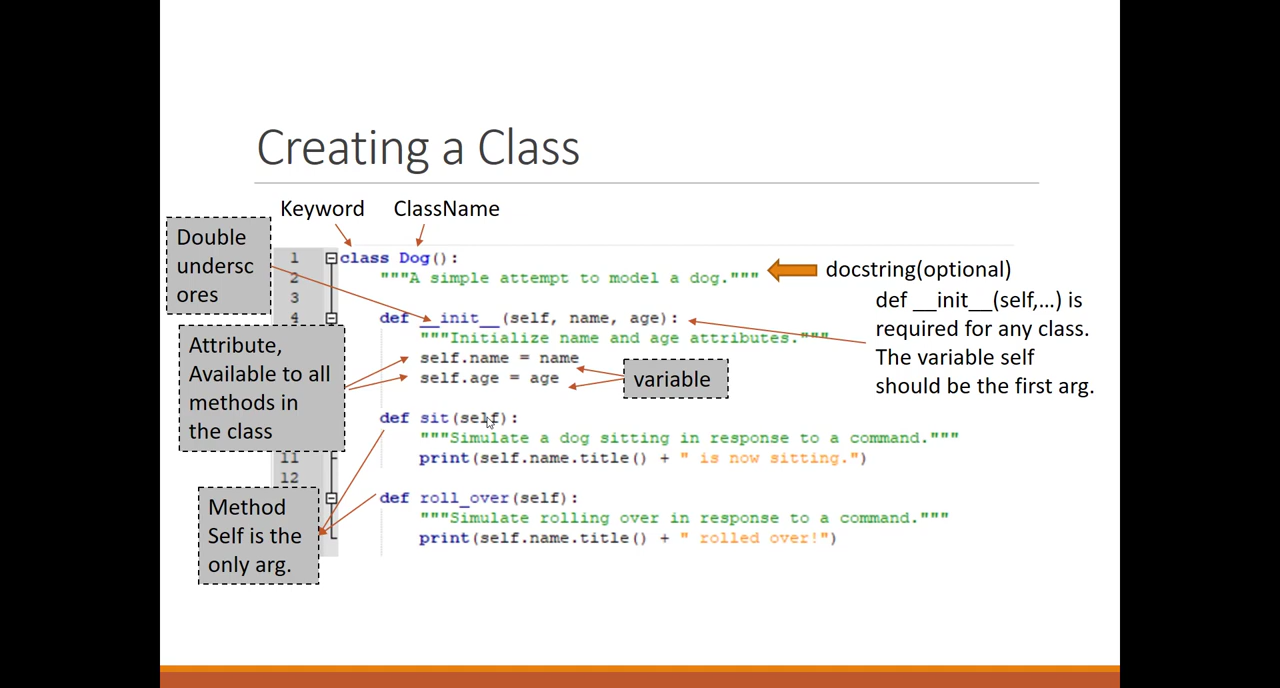 Creating a Class
Keyword
ClassName
Double
undersc
ores
Attribute,
Available to all
methods in
the class
Method
Self is the
only arg.
1 class Dog():
2 """A simple attempt to model a dog."""
3
4 def __init__(self, name, age):
"""Initialize name and age attributes."""
self.name = name
self.age = age
def sit(self):
"""Simulate a dog sitting in response to a command."""
11 print(self.name.title() + " is now sitting.")
12
def roll_over(self):
"""Simulate rolling over in response to a command."""
print(self.name.title() + " rolled over!")
variable
docstring(optional)
def __init__(self,...) is
required for any class.
The variable self
should be the first arg.